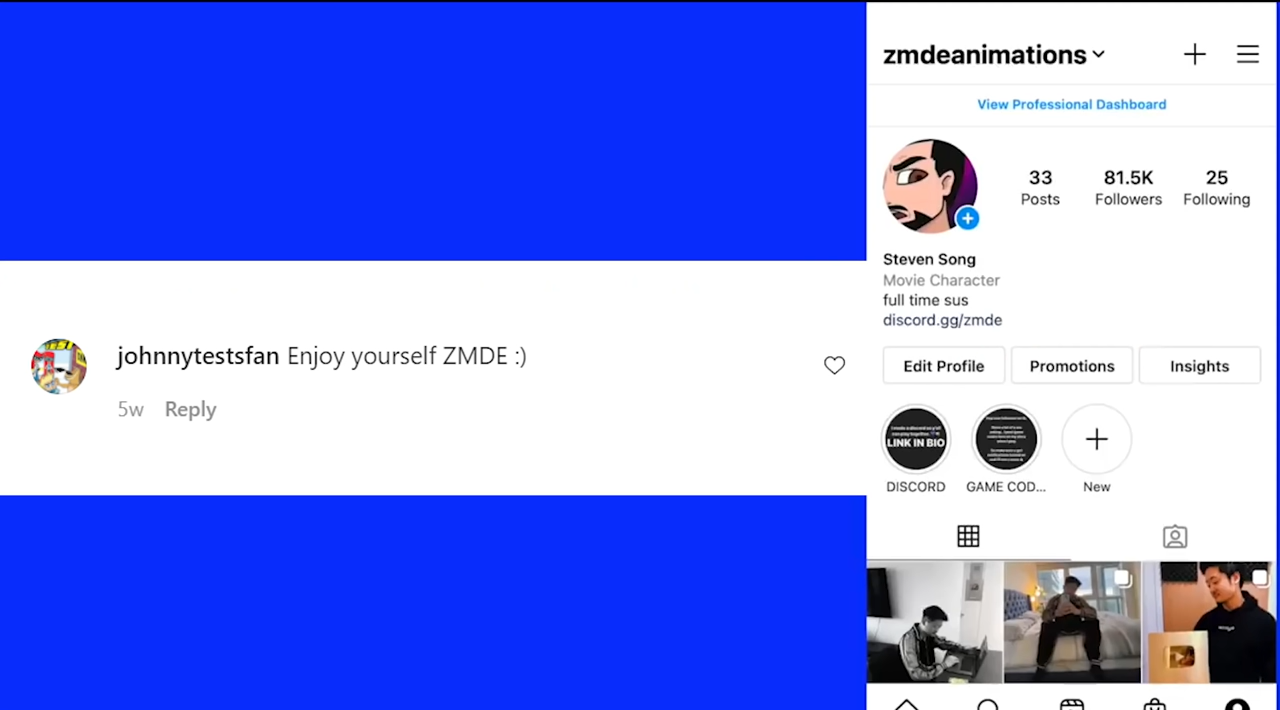 johnnytestsfan Enjoy yourself ZMDE :)
5w Reply
zmdeanimations
View Professional Dashboard
33 81.5K 25
Posts Followers Following
Steven Song
Movie Character
full time sus
discord.gg/zmde
Edit Profile Promotions Insights
LINK IN BIO
DISCORD GAME COD... New